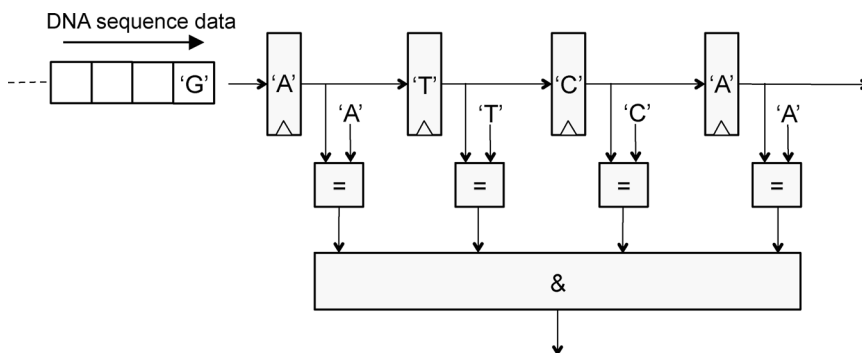 DNA sequence data
‘G’ ‘A’ ‘T’ ‘C’ ‘A’
‘A’ ‘T’ ‘C’ ‘A’
= = = =
&